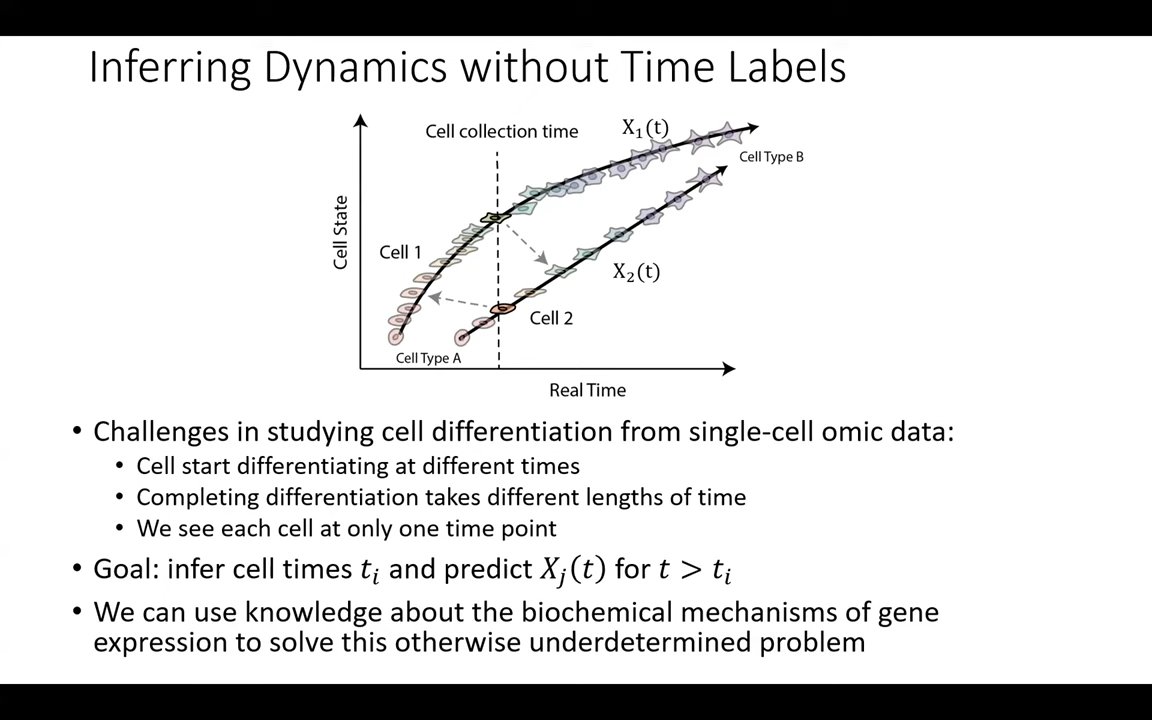 Inferring Dynamics without Time Labels
Cell collection time
X₁(t)
Cell Type B
Cell State
Cell 1
X₂(t)
Cell 2
Cell Type A
Real Time
• Challenges in studying cell differentiation from single-cell omic data:
• Cell start differentiating at different times
• Completing differentiation takes different lengths of time
• We see each cell at only one time point
• Goal: infer cell times tᵢ and predict Xⱼ(t) for t > tᵢ
• We can use knowledge about the biochemical mechanisms of gene
expression to solve this otherwise underdetermined problem